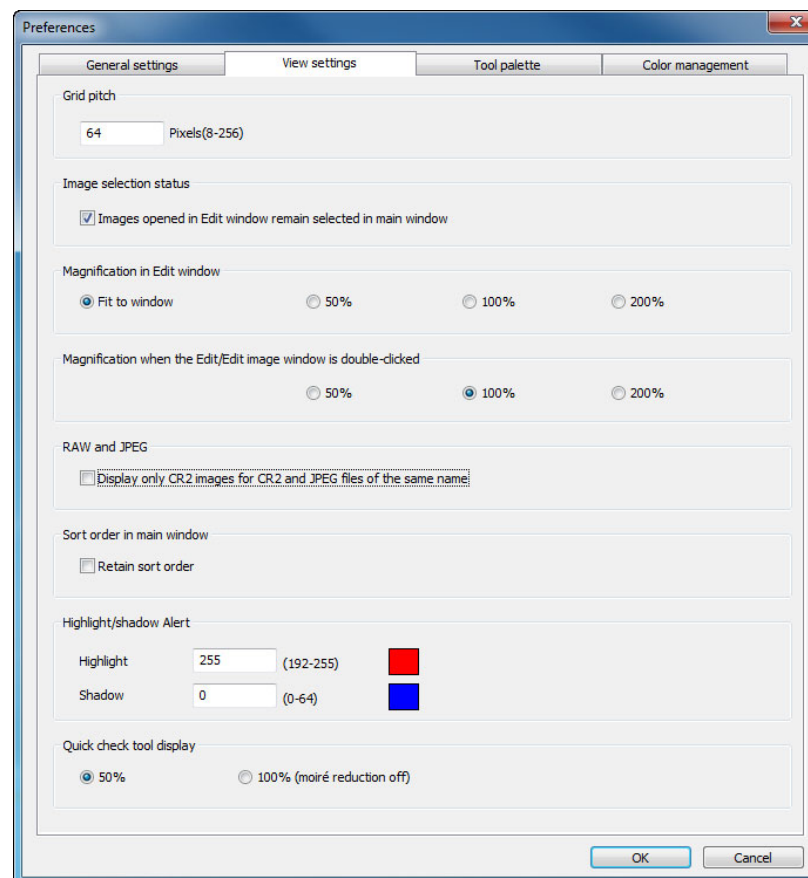 Preferences
General settings View settings Tool palette Color management
Grid pitch
64 Pixels(8-256)
Image selection status
Images opened in Edit window remain selected in main window
Magnification in Edit window
Fit to window 50% 100% 200%
Magnification when the Edit/Edit image window is double-clicked
50% 100% 200%
RAW and JPEG
Display only CR2 images for CR2 and JPEG files of the same name
Sort order in main window
Retain sort order
Highlight/shadow Alert
Highlight 255 (192-255)
Shadow 0 (0-64)
Quick check tool display
50% 100% (moiré reduction off)
OK Cancel